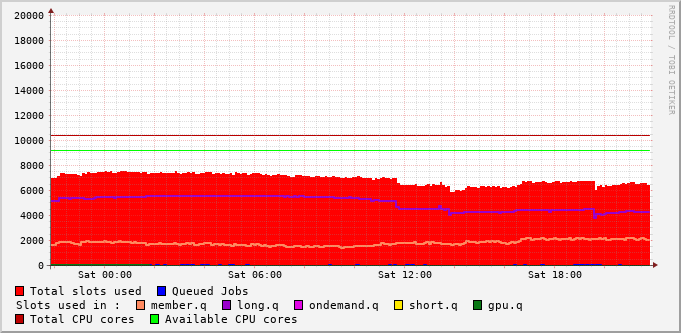 20000
18000
16000
14000
12000
10000
8000
6000
4000
2000
0
Sat 00:00 Sat 06:00 Sat 12:00 Sat 18:00
RRDTOOL / TOBI OETIKER
Total slots used Queued Jobs
Slots used in : member.q long.q ondemand.q short.q gpu.q
Total CPU cores Available CPU cores